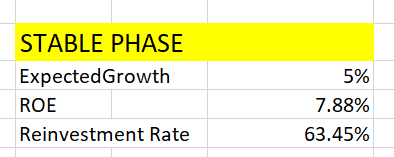 STABLE PHASE
ExpectedGrowth 5%
ROE 7.88%
Reinvestment Rate 63.45%